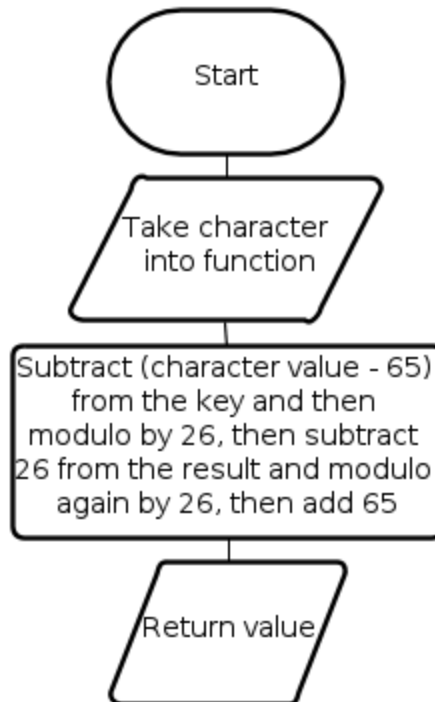 Start
Take character
into function
Subtract (character value - 65)
from the key and then
modulo by 26, then subtract
26 from the result and modulo
again by 26, then add 65
Return value